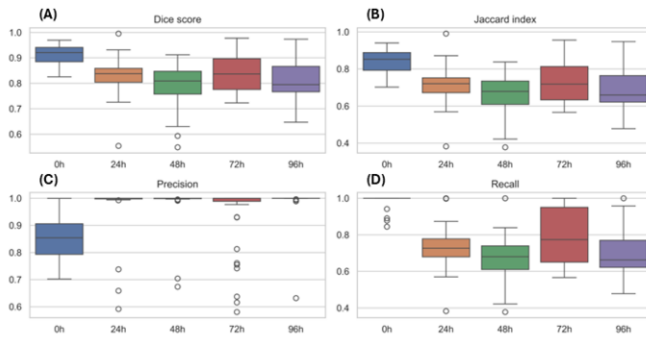 (A) Dice score
1.0
0.9
0.8
0.7
0.6
0h 24h 48h 72h 96h
(B) Jaccard index
1.0
0.8
0.6
0.4
0h 24h 48h 72h 96h
(C) Precision
1.0
0.9
0.8
0.7
0.6
0h 24h 48h 72h 96h
(D) Recall
1.0
0.8
0.6
0.4
0h 24h 48h 72h 96h